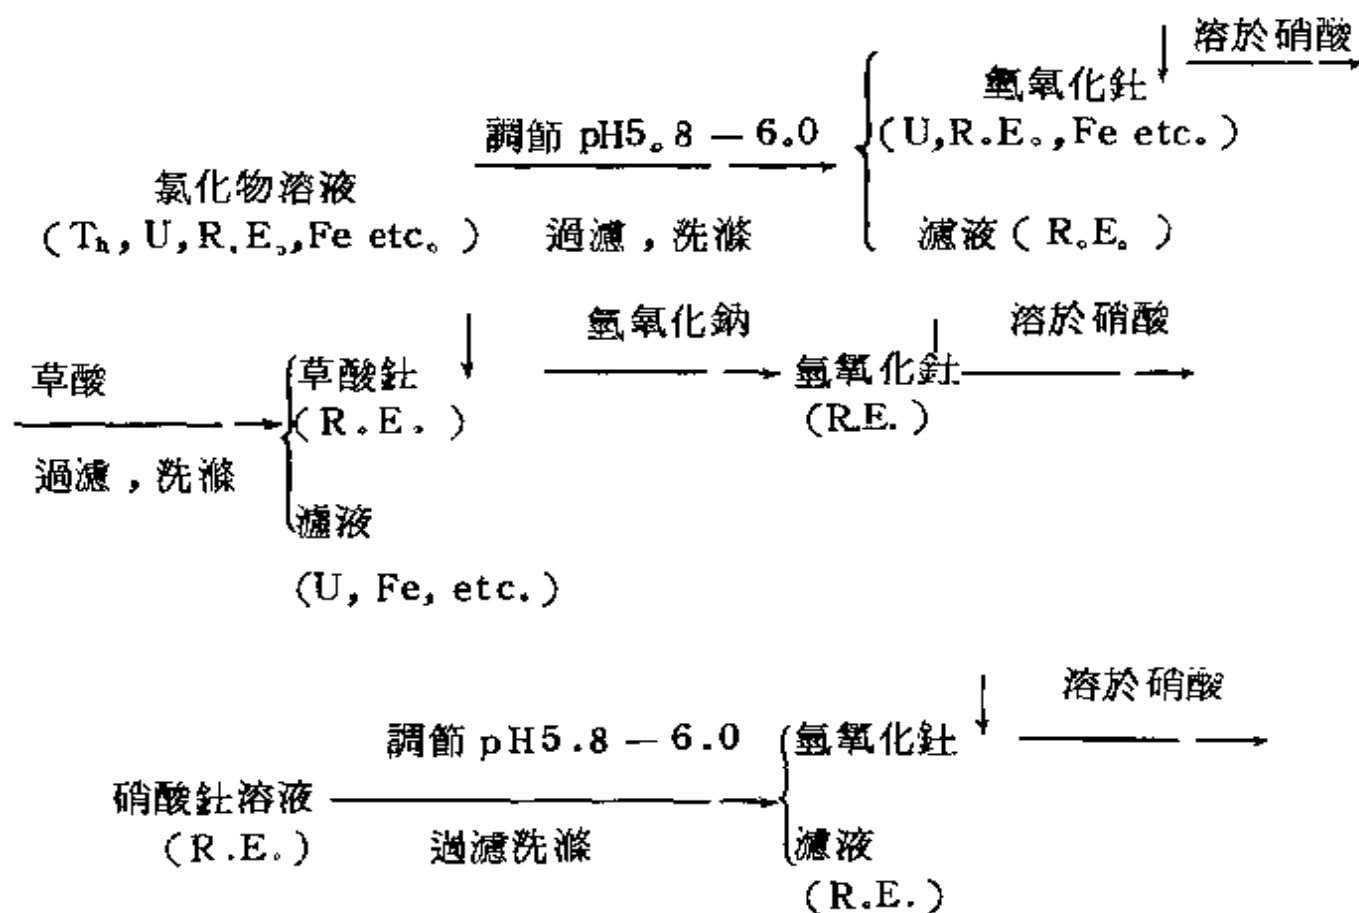 溶於硝酸
氫氧化釷↓
調節 pH5.8－6.0
(U,R.E.,Fe etc.)
氯化物溶液
(Th, U, R.E.,Fe etc.)
過濾，洗滌
濾液（R.E.）
草酸
過濾，洗滌
草酸釷↓
(R.E.)
濾液
(U, Fe, etc.)
氫氧化鈉
氫氧化釷↓
(R.E.)
溶於硝酸
硝酸釷溶液
(R.E.)
調節 pH5.8－6.0
過濾洗滌
氫氧化釷↓
濾液
(R.E.)
溶於硝酸